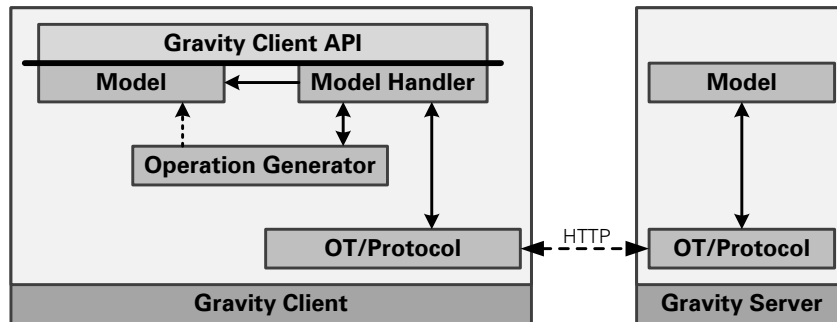 Gravity Client API
Model
Model Handler
Operation Generator
OT/Protocol
Gravity Client
HTTP
Model
OT/Protocol
Gravity Server